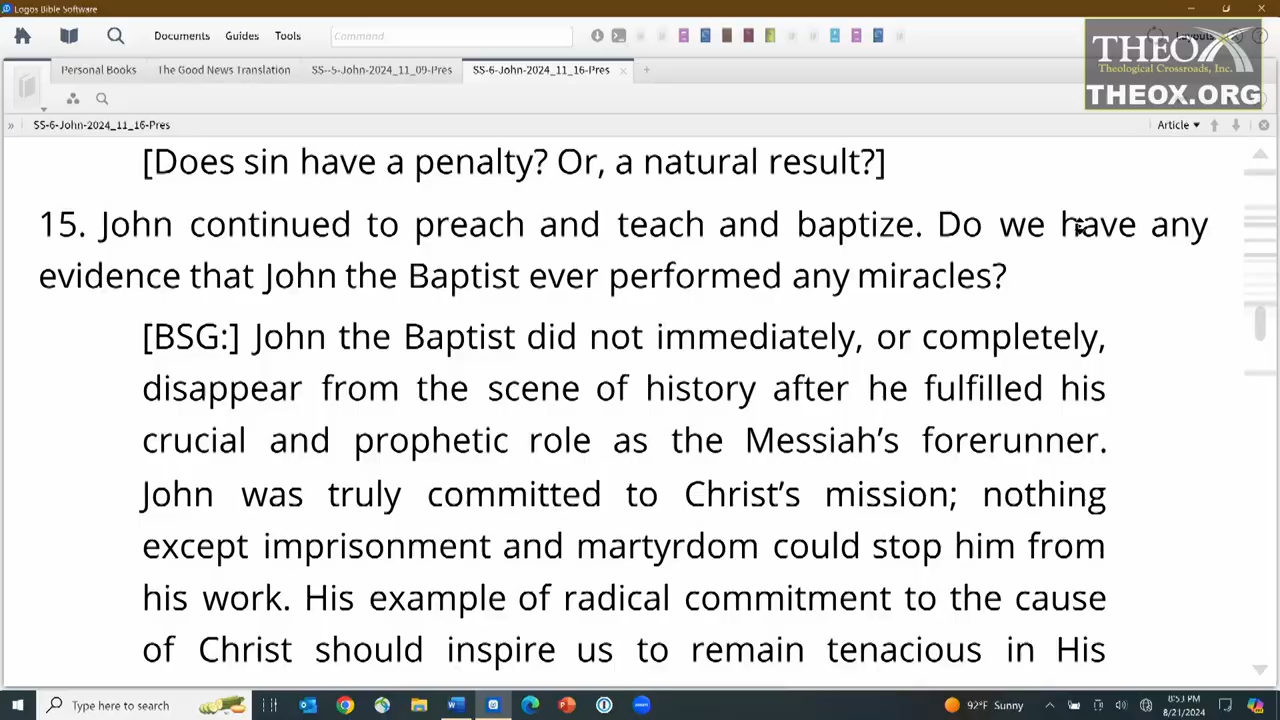 Logos Bible Software
Documents Guides Tools Command
THEOX
Theological Crossroads, Inc.
THEOX.ORG
Personal Books The Good News Translation SS--5-John-2024_11_09-Pres SS-6-John-2024_11_16-Pres
SS-6-John-2024_11_16-Pres Article
[Does sin have a penalty? Or, a natural result?]
15. John continued to preach and teach and baptize. Do we have any
evidence that John the Baptist ever performed any miracles?
[BSG:] John the Baptist did not immediately, or completely,
disappear from the scene of history after he fulfilled his
crucial and prophetic role as the Messiah’s forerunner.
John was truly committed to Christ’s mission; nothing
except imprisonment and martyrdom could stop him from
his work. His example of radical commitment to the cause
of Christ should inspire us to remain tenacious in His
Type here to search 92°F Sunny 8:53 PM
8/21/2024